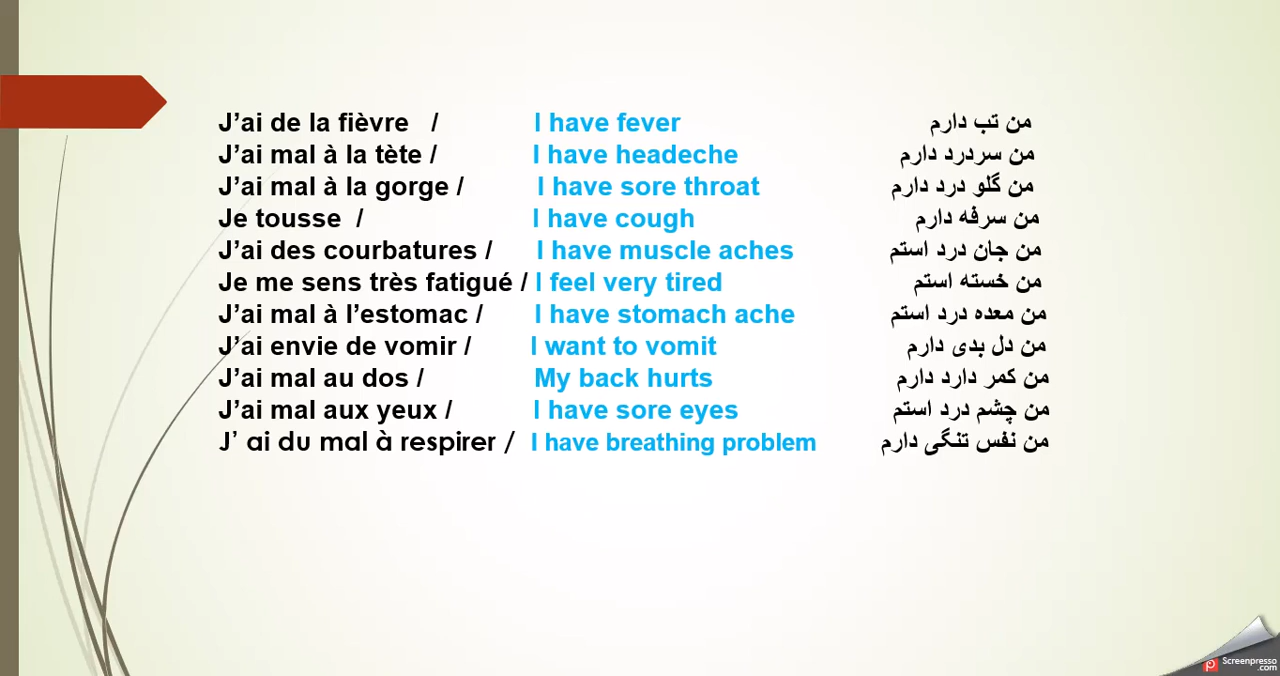 J'ai de la fièvre / I have fever من تب دارم
J'ai mal à la tète / I have headeche من سردرد دارم
J'ai mal à la gorge / I have sore throat من گلو درد دارم
Je tousse / I have cough من سرفه دارم
J'ai des courbatures / I have muscle aches من جان درد استم
Je me sens très fatigué / I feel very tired من خسته استم
J'ai mal à l'estomac / I have stomach ache من معده درد استم
J'ai envie de vomir / I want to vomit من دل بدی دارم
J'ai mal au dos / My back hurts من کمر دارد دارم
J'ai mal aux yeux / I have sore eyes من چشم درد استم
J' ai du mal à respirer / I have breathing problem من نفس تنگی دارم
Screenpresso
.com